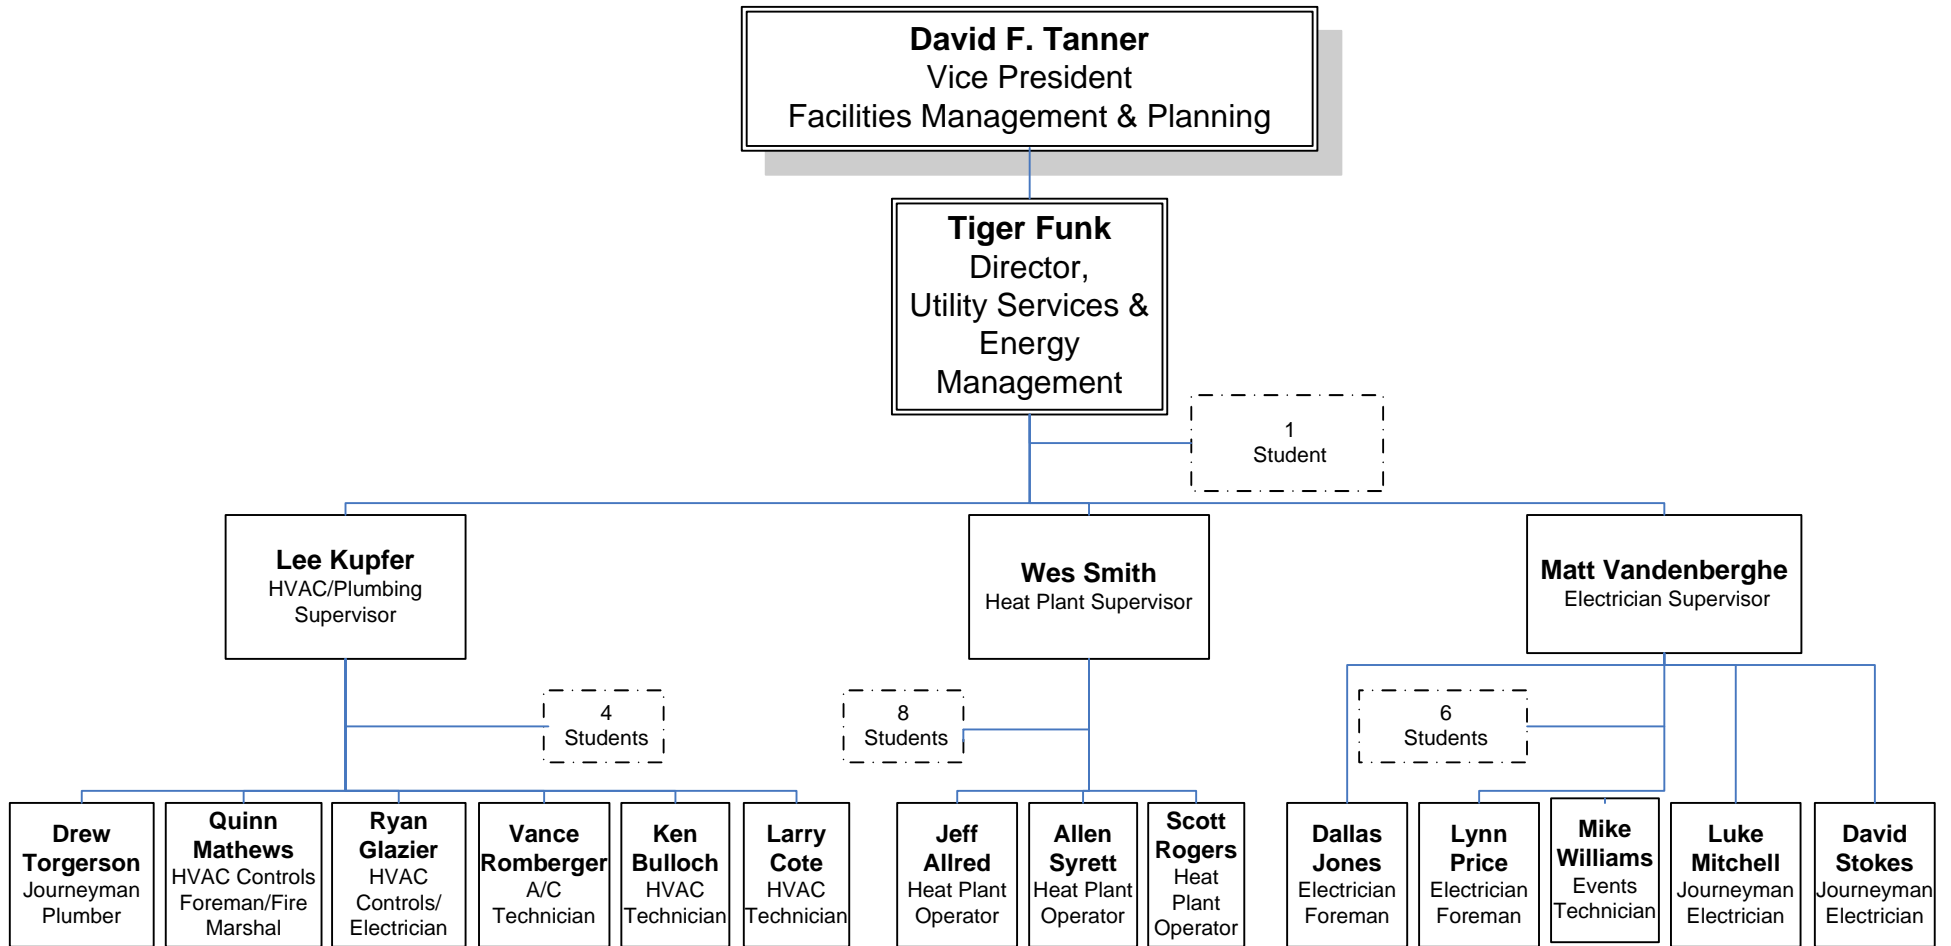 David F. Tanner
Vice President
Facilities Management & Planning
Tiger Funk
Director,
Utility Services &
Energy
Management
1
Student
Lee Kupfer
HVAC/Plumbing
Supervisor
Wes Smith
Heat Plant Supervisor
Matt Vandenberghe
Electrician Supervisor
4
Students
8
Students
6
Students
Drew
Torgerson
Journeyman
Plumber
Quinn
Mathews
HVAC Controls
Foreman/Fire
Marshal
Ryan
Glazier
HVAC
Controls/
Electrician
Vance
Romberger
A/C
Technician
Ken
Bulloch
HVAC
Technician
Larry
Cote
HVAC
Technician
Jeff
Allred
Heat Plant
Operator
Allen
Syrett
Heat Plant
Operator
Scott
Rogers
Heat
Plant
Operator
Dallas
Jones
Electrician
Foreman
Lynn
Price
Electrician
Foreman
Mike
Williams
Events
Technician
Luke
Mitchell
Journeyman
Electrician
David
Stokes
Journeyman
Electrician